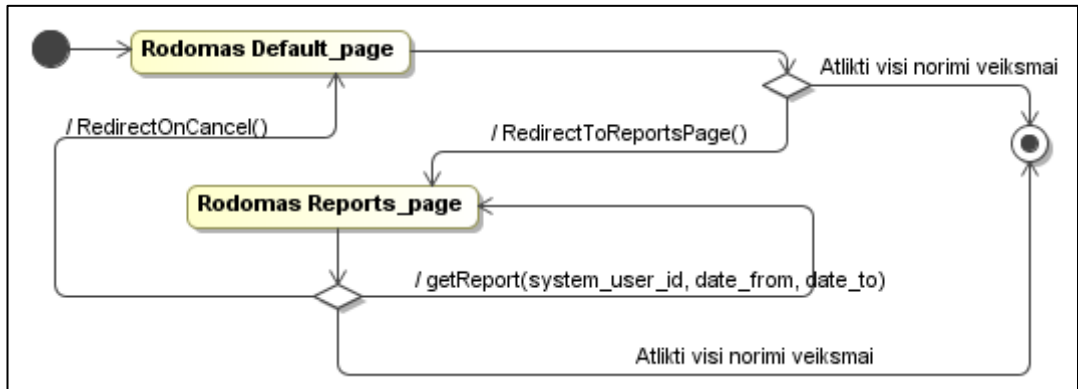 Rodomas Default_page
Atlikti visi norimi veiksmai
/ RedirectOnCancel()
/ RedirectToReportsPage()
Rodomas Reports_page
/ getReport(system_user_id, date_from, date_to)
Atlikti visi norimi veiksmai